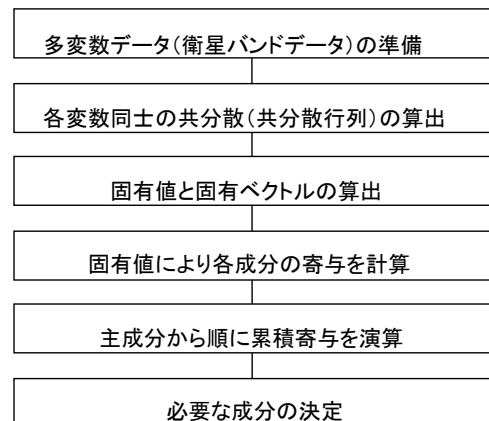 多変数データ(衛星バンドデータ)の準備
各変数同士の共分散(共分散行列)の算出
固有値と固有ベクトルの算出
固有値により各成分の寄与を計算
主成分から順に累積寄与を演算
必要な成分の決定